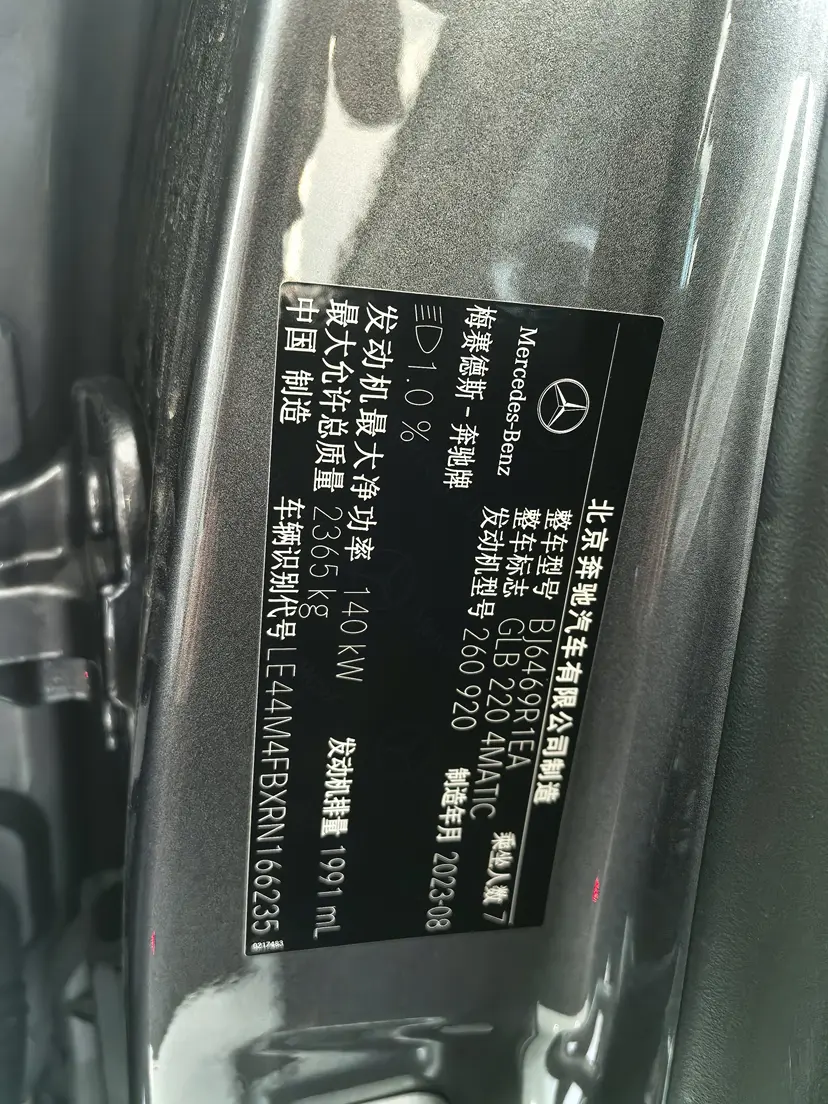 北京奔驰汽车有限公司制造
Mercedes-Benz
梅赛德斯-奔驰牌
整车型号 BJ6469R1EA
整车标志 GLB 220 4MATIC 乘坐人数 7
发动机型号 260 920 制造年月 2023-08
1.0 %
发动机最大净功率 140 kW 发动机排量 1991 mL
最大允许总质量 2365 kg
中国 制造 车辆识别代号 LE44M4FBXRN166235
0217453